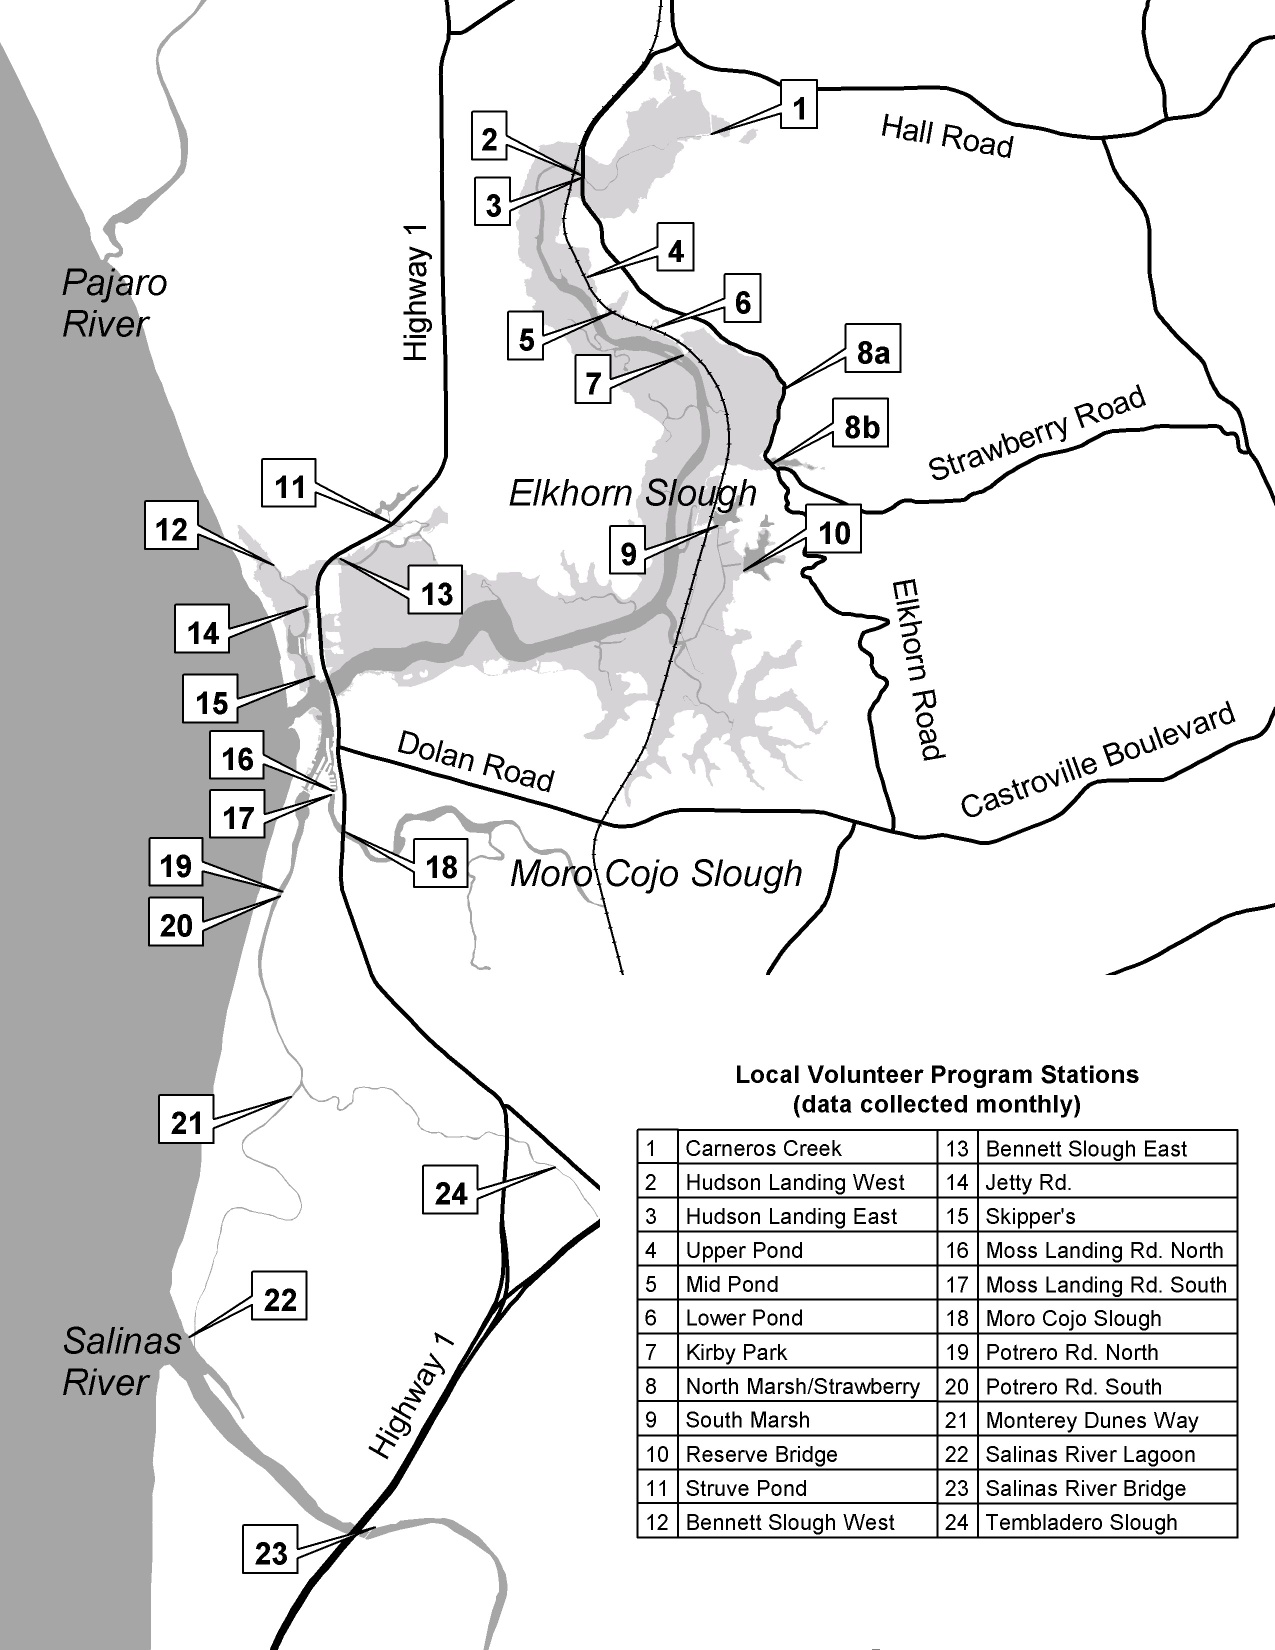 1
2
Hall Road
3
Highway 1
4
Pajaro
River
6
5
8a
7
8b
Strawberry Road
11
Elkhorn Slough
12
10
9
13
14
Elkhorn Road
15
Castroville Boulevard
16
Dolan Road
17
19
18
Moro Cojo Slough
20
Local Volunteer Program Stations
(data collected monthly)
21
24
22
Salinas
River
Highway 1
23
1 Carneros Creek 13 Bennett Slough East
2 Hudson Landing West 14 Jetty Rd.
3 Hudson Landing East 15 Skipper's
4 Upper Pond 16 Moss Landing Rd. North
5 Mid Pond 17 Moss Landing Rd. South
6 Lower Pond 18 Moro Cojo Slough
7 Kirby Park 19 Potrero Rd. North
8 North Marsh/Strawberry 20 Potrero Rd. South
9 South Marsh 21 Monterey Dunes Way
10 Reserve Bridge 22 Salinas River Lagoon
11 Struve Pond 23 Salinas River Bridge
12 Bennett Slough West 24 Tembladero Slough